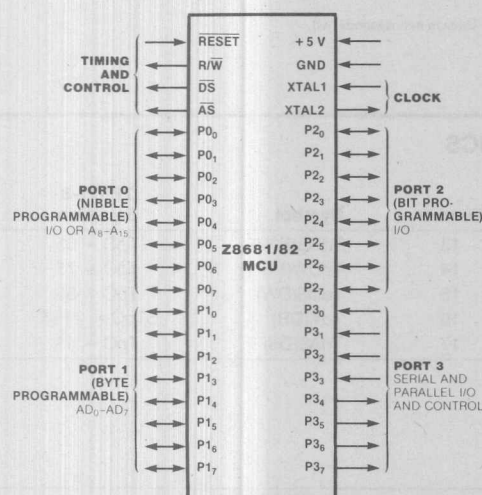 ICS
TIMING
AND
CONTROL
RESET
R/W
DS
AS
+5 V
GND
XTAL1
XTAL2
CLOCK
PORT 0
(NIBBLE
PROGRAMMABLE)
I/O OR A8–A15
P00
P01
P02
P03
P04
P05
P06
P07
Z8681/82
MCU
P20
P21
P22
P23
P24
P25
P26
P27
PORT 2
(BIT PRO-
GRAMMABLE)
I/O
PORT 1
(BYTE
PROGRAMMABLE)
AD0–AD7
P10
P11
P12
P13
P14
P15
P16
P17
P30
P31
P32
P33
P34
P35
P36
P37
PORT 3
SERIAL AND
PARALLEL I/O
AND CONTROL